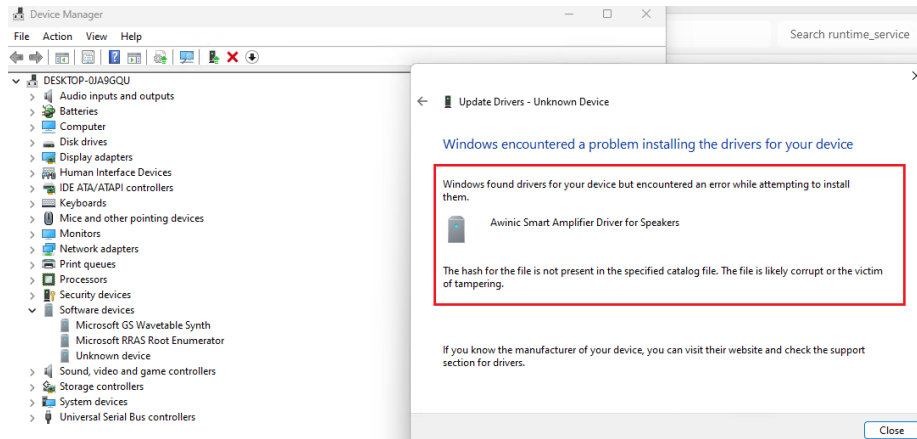 Device Manager
File Action View Help
DESKTOP-0JA9GQU
Audio inputs and outputs
Batteries
Computer
Disk drives
Display adapters
Human Interface Devices
IDE ATA/ATAPI controllers
Keyboards
Mice and other pointing devices
Monitors
Network adapters
Print queues
Processors
Security devices
Software devices
Microsoft GS Wavetable Synth
Microsoft RRAS Root Enumerator
Unknown device
Sound, video and game controllers
Storage controllers
System devices
Universal Serial Bus controllers
Search runtime_service
Update Drivers - Unknown Device
Windows encountered a problem installing the drivers for your device
Windows found drivers for your device but encountered an error while attempting to install
them.
Awinic Smart Amplifier Driver for Speakers
The hash for the file is not present in the specified catalog file. The file is likely corrupt or the victim
of tampering.
If you know the manufacturer of your device, you can visit their website and check the support
section for drivers.
Close